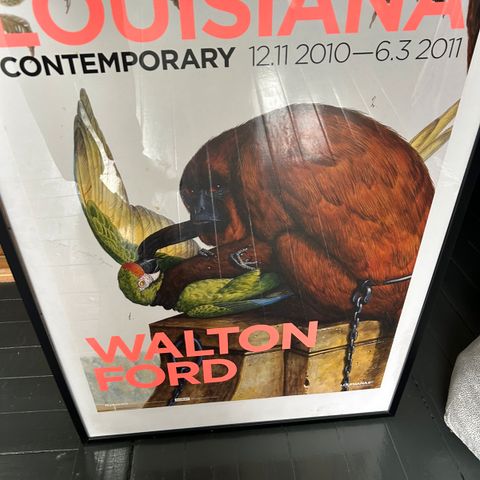 LOUISIANA
CONTEMPORARY 12.11 2010—6.3 2011
WALTON
FORD